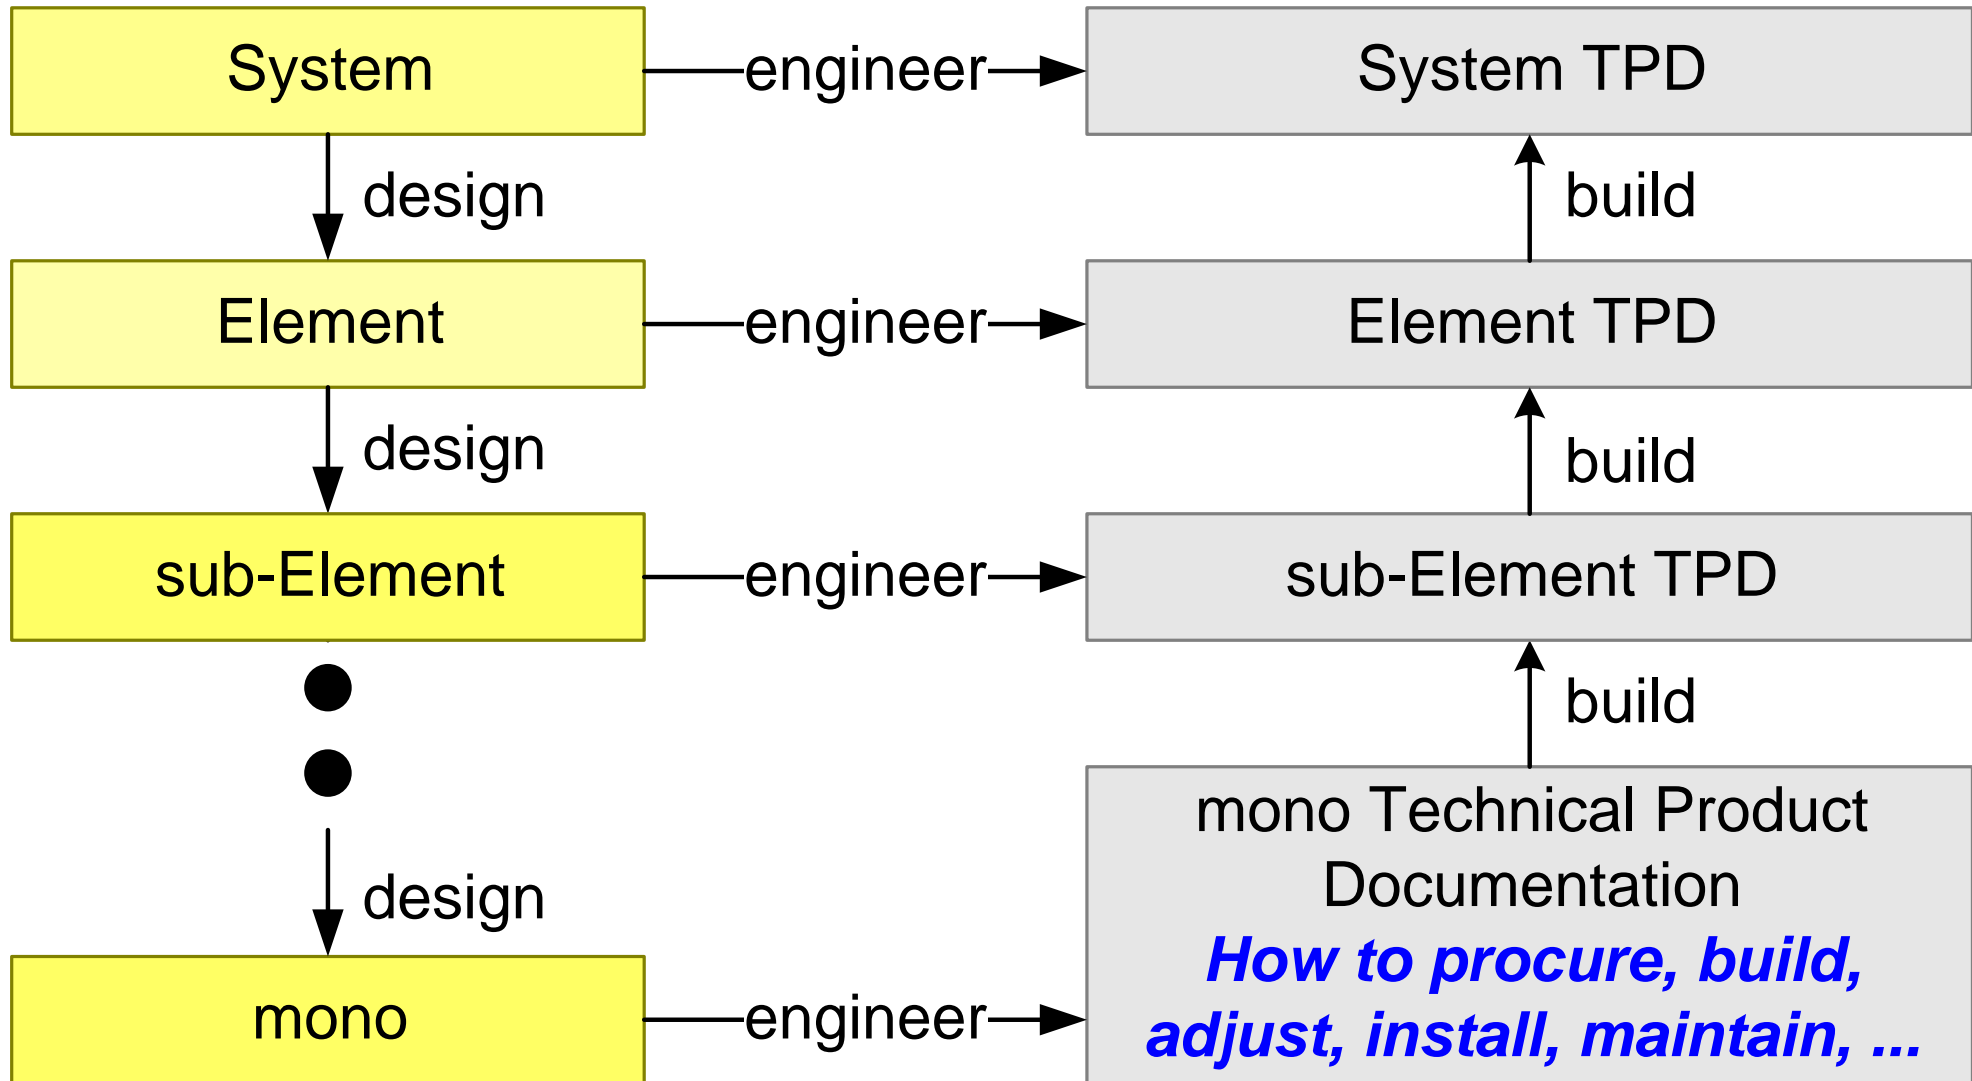 System
engineer
System TPD
design
build
Element
engineer
Element TPD
design
build
sub-Element
engineer
sub-Element TPD
build
design
mono
engineer
mono Technical Product
Documentation
How to procure, build,
adjust, install, maintain, ...